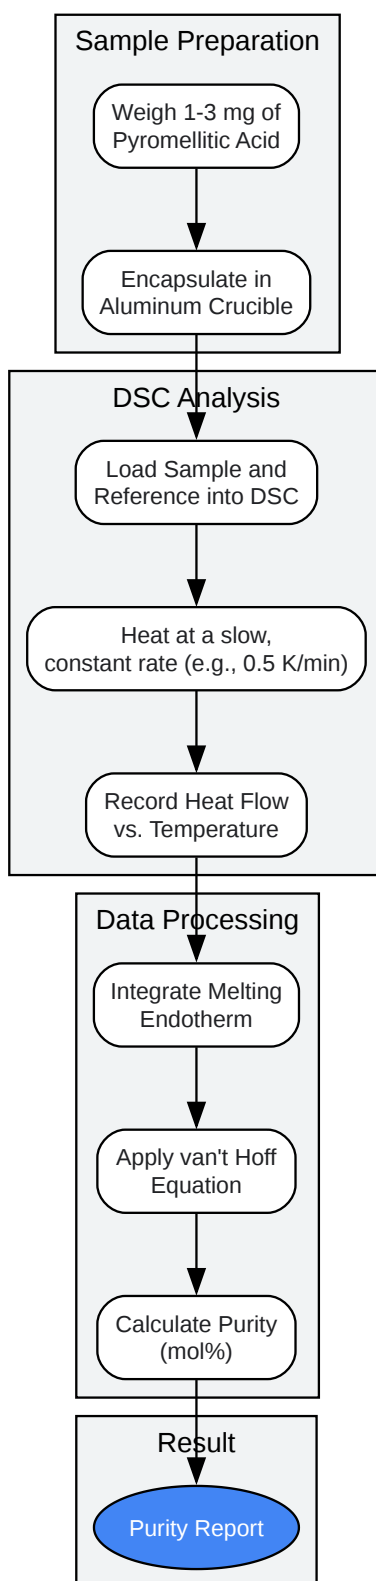 Sample Preparation
Weigh 1-3 mg of
Pyromellitic Acid
Encapsulate in
Aluminum Crucible
DSC Analysis
Load Sample and
Reference into DSC
Heat at a slow,
constant rate (e.g., 0.5 K/min)
Record Heat Flow
vs. Temperature
Data Processing
Integrate Melting
Endotherm
Apply van't Hoff
Equation
Calculate Purity
(mol%)
Result
Purity Report